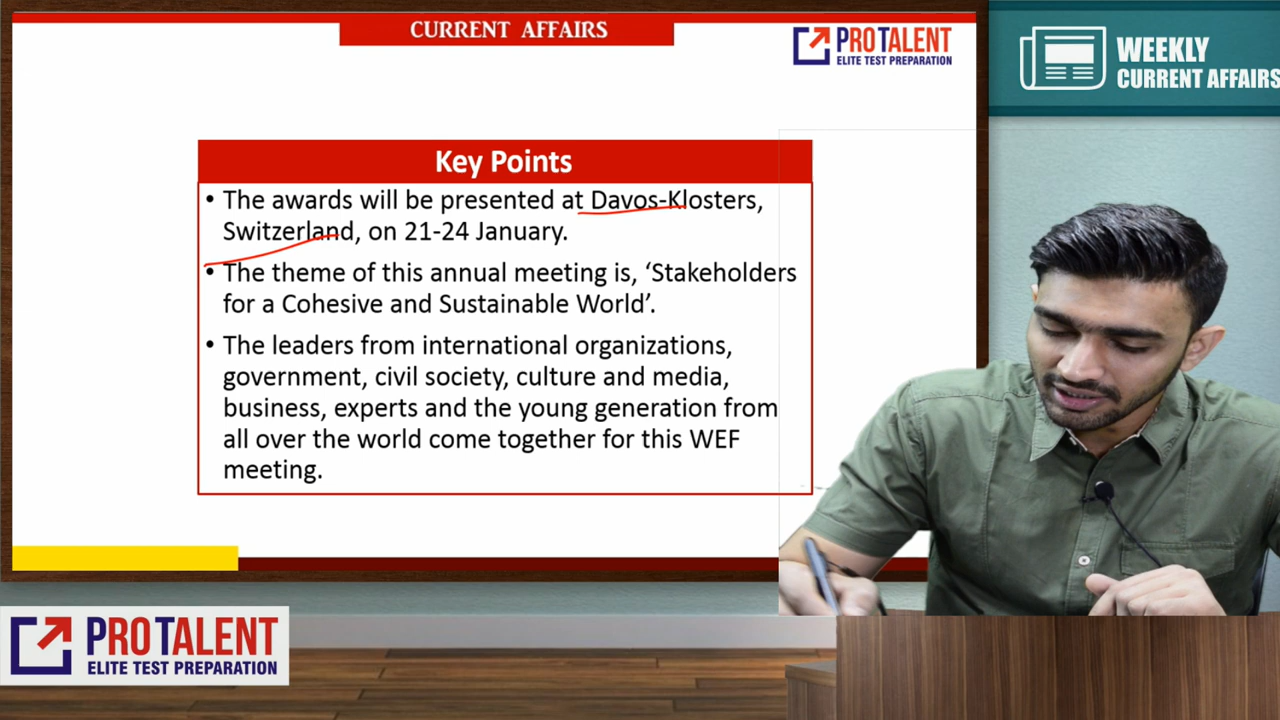 CURRENT AFFAIRS
PROTALENT
ELITE TEST PREPARATION
WEEKLY
CURRENT AFFAIRS
Key Points
• The awards will be presented at Davos-Klosters,
Switzerland, on 21-24 January.
• The theme of this annual meeting is, ‘Stakeholders
for a Cohesive and Sustainable World’.
• The leaders from international organizations,
government, civil society, culture and media,
business, experts and the young generation from
all over the world come together for this WEF
meeting.
PROTALENT
ELITE TEST PREPARATION